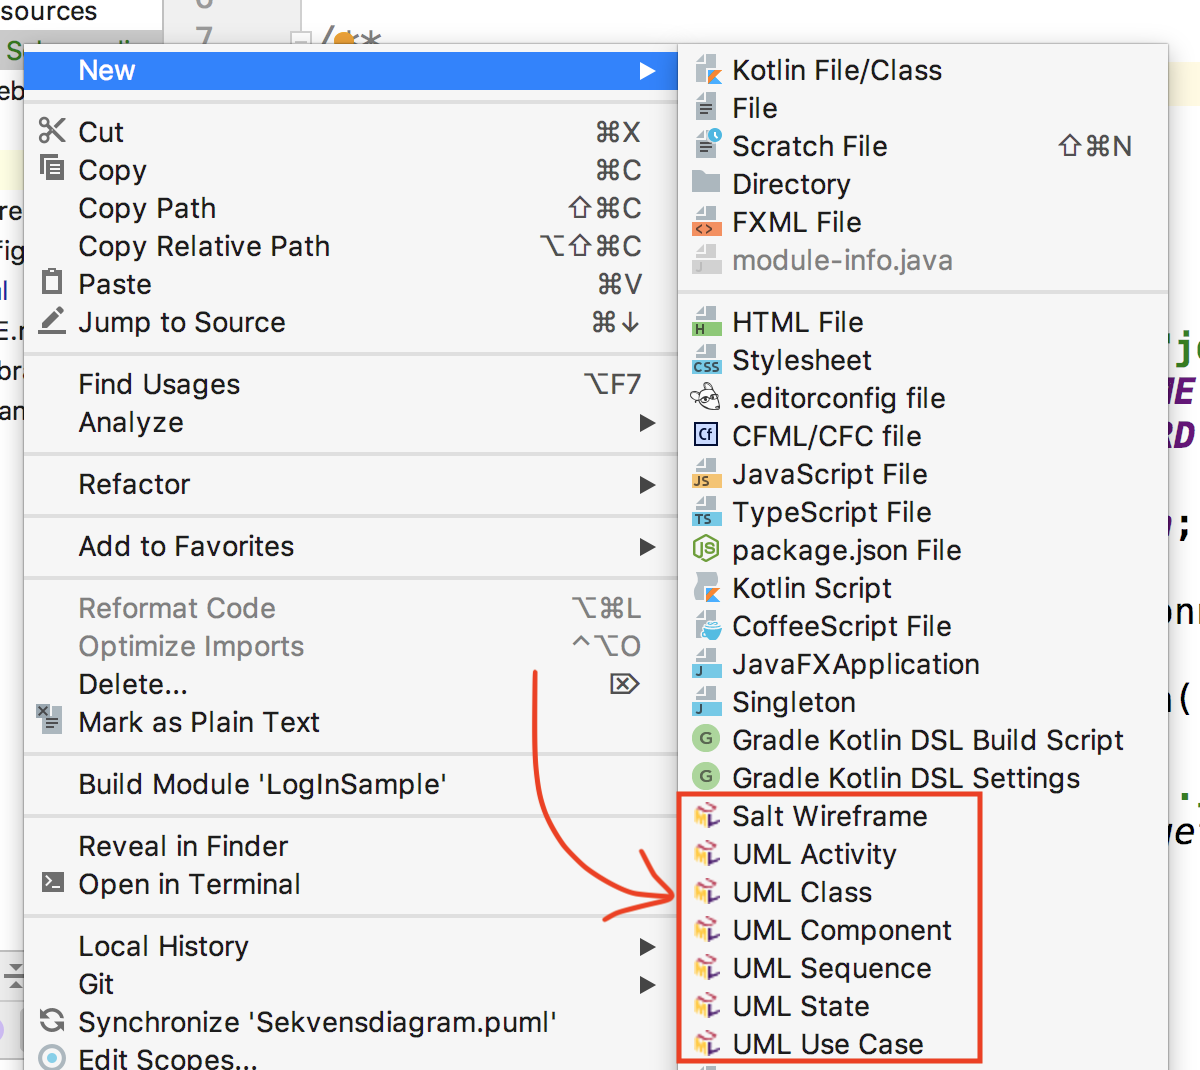 sources
6
7
/**
New
Cut ⌘X
Copy ⌘C
Copy Path ⇧⌘C
Copy Relative Path ⌥⇧⌘C
Paste ⌘V
Jump to Source ⌘↓
Find Usages ⌥F7
Analyze
Refactor
Add to Favorites
Reformat Code ⌥⌘L
Optimize Imports ^⌥O
Delete... ⌦
Mark as Plain Text
Build Module 'LogInSample'
Reveal in Finder
Open in Terminal
Local History
Git
Synchronize 'Sekvensdiagram.puml'
Edit Scopes...
Kotlin File/Class
File
Scratch File ⇧⌘N
Directory
FXML File
module-info.java
HTML File
Stylesheet
.editorconfig file
CFML/CFC file
JavaScript File
TypeScript File
package.json File
Kotlin Script
CoffeeScript File
JavaFXApplication
Singleton
Gradle Kotlin DSL Build Script
Gradle Kotlin DSL Settings
Salt Wireframe
UML Activity
UML Class
UML Component
UML Sequence
UML State
UML Use Case